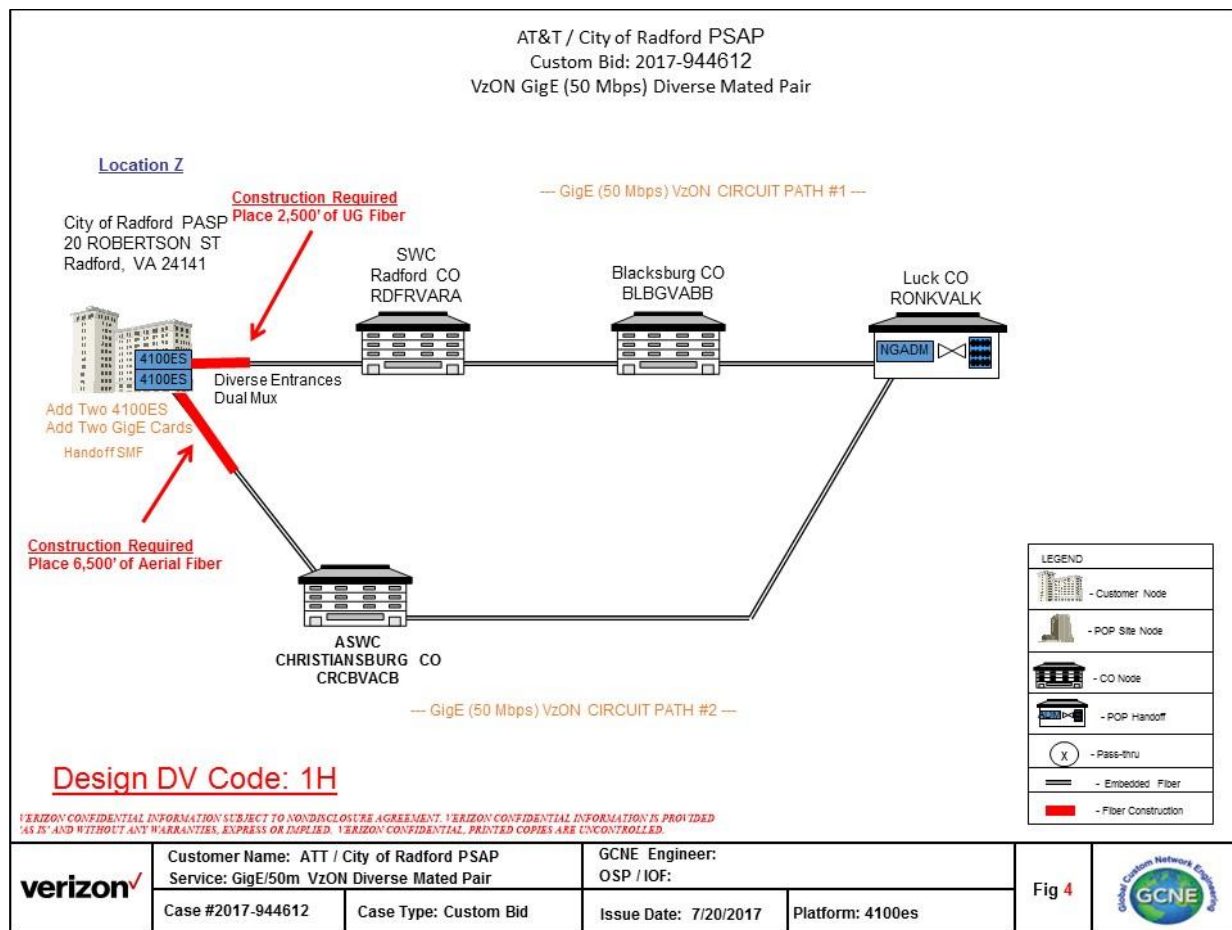 AT&T / City of Radford PSAP
Custom Bid: 2017-944612
VzON GigE (50 Mbps) Diverse Mated Pair
Location Z
Construction Required
Place 2,500' of UG Fiber
--- GigE (50 Mbps) VzON CIRCUIT PATH #1 ---
City of Radford PASP
20 ROBERTSON ST
Radford, VA 24141
SWC
Radford CO
RDFRVARA
Blacksburg CO
BLBGVABB
Luck CO
RONKVALK
4100ES
4100ES
NGADM
Diverse Entrances
Dual Mux
Add Two 4100ES
Add Two GigE Cards
Handoff SMF
Construction Required
Place 6,500' of Aerial Fiber
ASWC
CHRISTIANSBURG CO
CRCBVACB
--- GigE (50 Mbps) VzON CIRCUIT PATH #2 ---
LEGEND
- Customer Node
- POP Site Node
- CO Node
- POP Handoff
X
- Pass-thru
- Embedded Fiber
- Fiber Construction
Design DV Code: 1H
VERIZON CONFIDENTIAL INFORMATION SUBJECT TO NONDISCLOSURE AGREEMENT. VERIZON CONFIDENTIAL INFORMATION IS PROVIDED
'AS IS' AND WITHOUT ANY WARRANTIES, EXPRESS OR IMPLIED. VERIZON CONFIDENTIAL, PRINTED COPIES ARE UNCONTROLLED.
verizon
Customer Name: ATT / City of Radford PSAP
Service: GigE/50m VzON Diverse Mated Pair
GCNE Engineer:
OSP / IOF:
Case #2017-944612
Case Type: Custom Bid
Issue Date: 7/20/2017
Platform: 4100es
Fig 4
Global Custom Network Engineering
GCNE